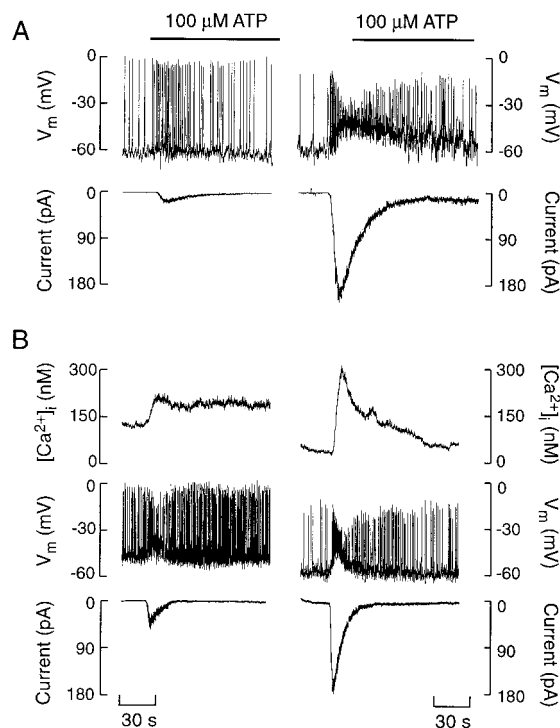 A
100 µM ATP
100 µM ATP
0
-30
-60
Vm (mV)
0
-30
-60
Vm (mV)
0
90
180
Current (pA)
0
90
180
Current (pA)
B
300
150
0
[Ca2+]i (nM)
300
150
0
[Ca2+]i (nM)
0
-30
-60
Vm (mV)
0
-30
-60
Vm (mV)
0
90
180
Current (pA)
0
90
180
Current (pA)
30 s
30 s